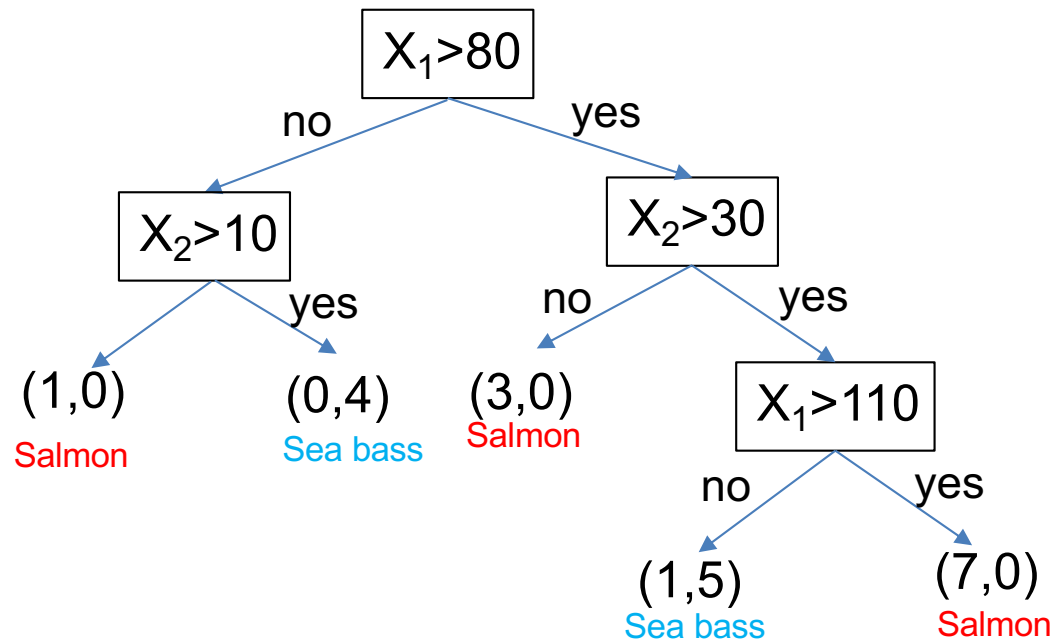 X₁>80
no
yes
X₂>10
X₂>30
yes
no
yes
(1,0)
(0,4)
(3,0)
X₁>110
Salmon
Sea bass
Salmon
no
yes
(1,5)
(7,0)
Sea bass
Salmon